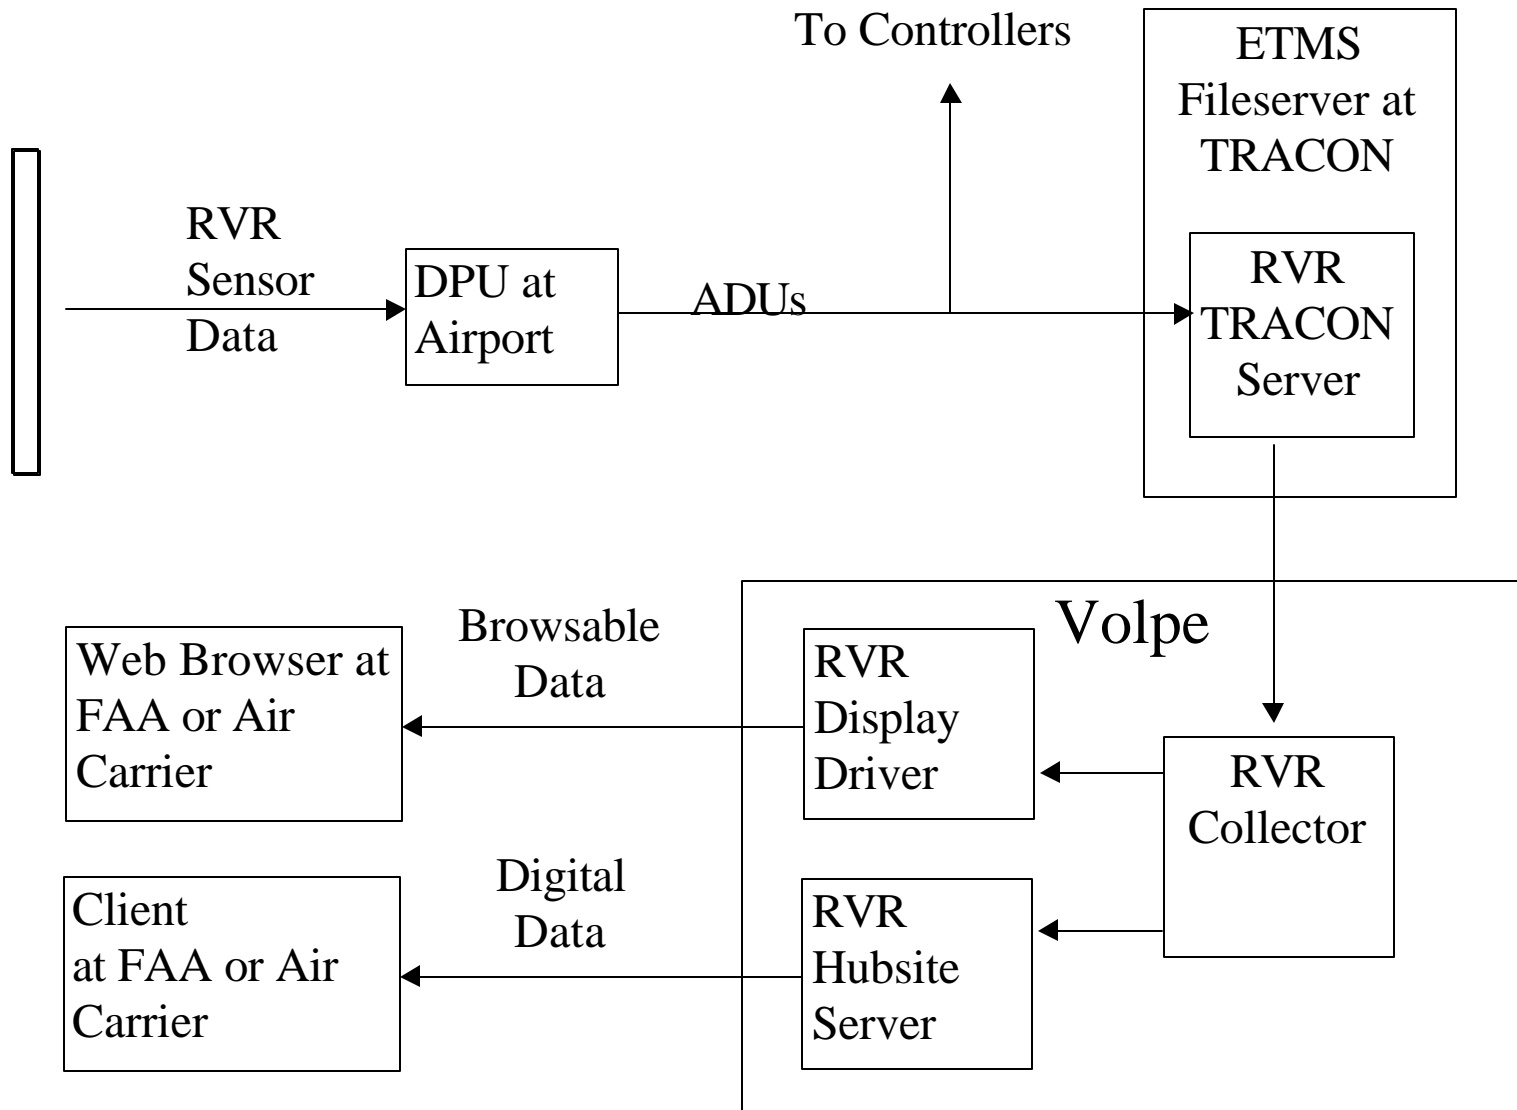 To Controllers
ETMS
Fileserver at
TRACON
RVR
Sensor
Data
DPU at
Airport
ADUs
RVR
TRACON
Server
Volpe
Browsable
Data
Web Browser at
FAA or Air
Carrier
RVR
Display
Driver
RVR
Collector
Digital
Data
Client
at FAA or Air
Carrier
RVR
Hubsite
Server